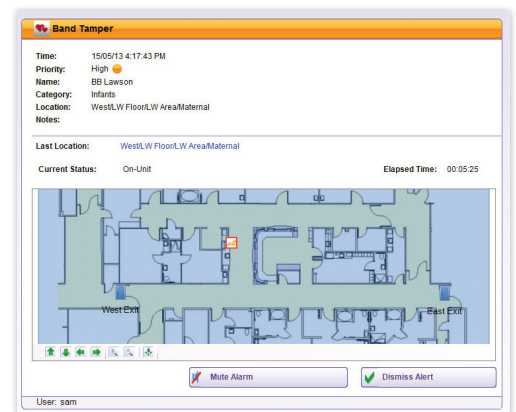 Band Tamper
Time: 15/05/13 4:17:43 PM
Priority: High
Name: BB Lawson
Category: Infants
Location: West/LW Floor/LW Area/Maternal
Notes:
Last Location: West/LW Floor/LW Area/Maternal
Current Status: On-Unit Elapsed Time: 00:05:25
West Exit East Exit
Mute Alarm Dismiss Alert
User: sam